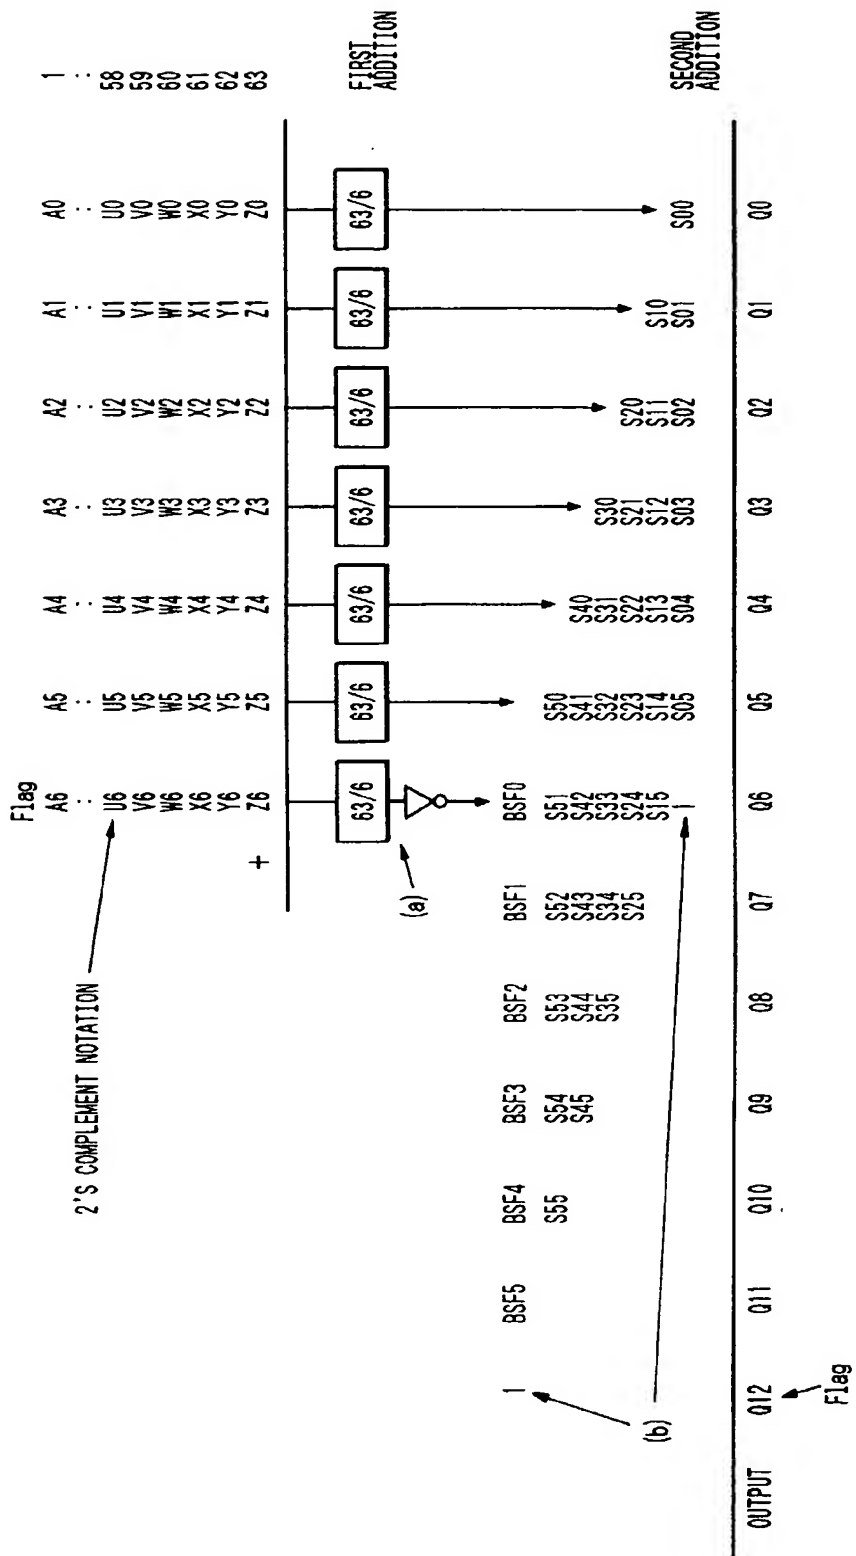 Flag
A6 A5 A4 A3 A2 A1 A0 1
: : : : : : : :
2'S COMPLEMENT NOTATION
U6 U5 U4 U3 U2 U1 U0 58
V6 V5 V4 V3 V2 V1 V0 59
W6 W5 W4 W3 W2 W1 W0 60
X6 X5 X4 X3 X2 X1 X0 61
Y6 Y5 Y4 Y3 Y2 Y1 Y0 62
+ Z6 Z5 Z4 Z3 Z2 Z1 Z0 63
63/6 63/6 63/6 63/6 63/6 63/6 63/6 FIRST
ADDITION
(a)
1 BSF5 BSF4 BSF3 BSF2 BSF1 BSF0
S55 S54 S53 S52 S51 S50
S45 S44 S43 S42 S41 S40
S35 S34 S33 S32 S31 S30
S25 S24 S23 S22 S21 S20
(b) S15 S14 S13 S12 S11 S10
1 S05 S04 S03 S02 S01 S00 SECOND
ADDITION
OUTPUT Q12 Q11 Q10 Q9 Q8 Q7 Q6 Q5 Q4 Q3 Q2 Q1 Q0
Flag